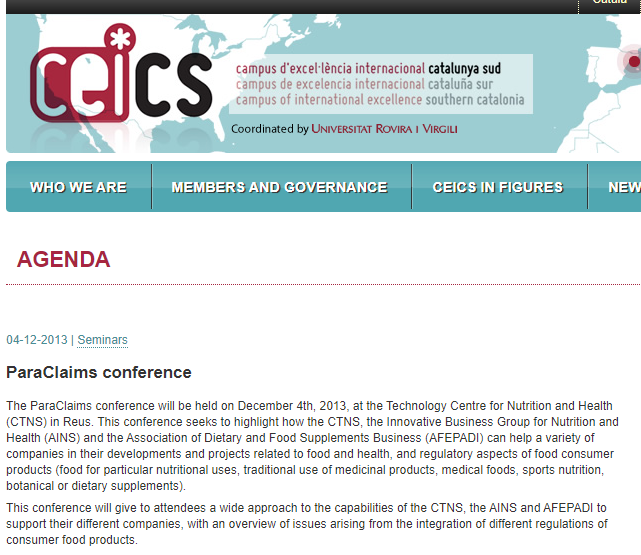 Català
ceics
campus d'excel·lència internacional catalunya sud
campus de excelencia internacional cataluña sur
campus of international excellence southern catalonia
Coordinated by UNIVERSITAT ROVIRA I VIRGILI
WHO WE ARE
MEMBERS AND GOVERNANCE
CEICS IN FIGURES
NEW
AGENDA
04-12-2013 | Seminars
ParaClaims conference
The ParaClaims conference will be held on December 4th, 2013, at the Technology Centre for Nutrition and Health
(CTNS) in Reus. This conference seeks to highlight how the CTNS, the Innovative Business Group for Nutrition and
Health (AINS) and the Association of Dietary and Food Supplements Business (AFEPADI) can help a variety of
companies in their developments and projects related to food and health, and regulatory aspects of food consumer
products (food for particular nutritional uses, traditional use of medicinal products, medical foods, sports nutrition,
botanical or dietary supplements).
This conference will give to attendees a wide approach to the capabilities of the CTNS, the AINS and AFEPADI to
support their different companies, with an overview of issues arising from the integration of different regulations of
consumer food products.